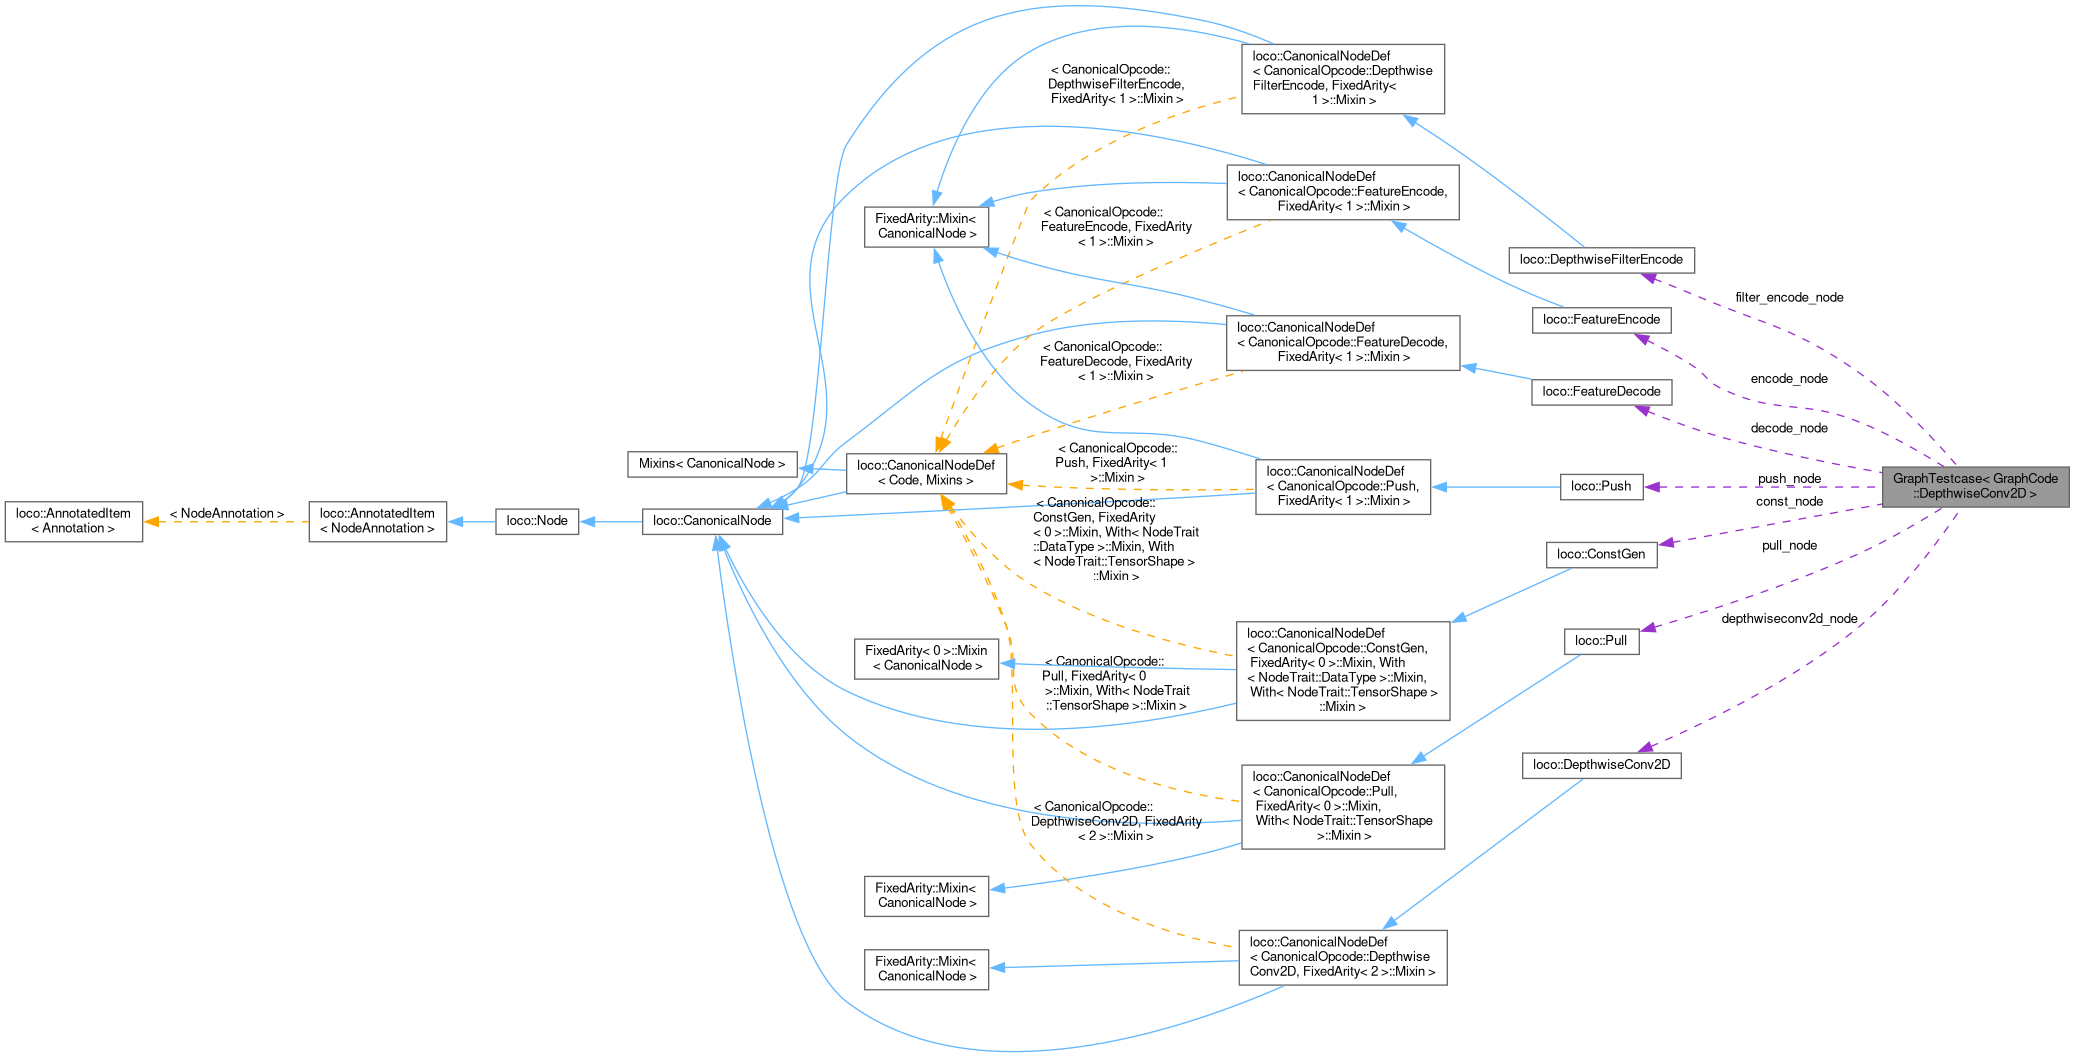 loco::CanonicalNodeDef
< CanonicalOpcode::Depthwise
FilterEncode, FixedArity<
1 >::Mixin >
< CanonicalOpcode::
DepthwiseFilterEncode,
FixedArity< 1 >::Mixin >
loco::CanonicalNodeDef
< CanonicalOpcode::FeatureEncode,
FixedArity< 1 >::Mixin >
FixedArity::Mixin<
CanonicalNode >
< CanonicalOpcode::
FeatureEncode, FixedArity
< 1 >::Mixin >
loco::DepthwiseFilterEncode
filter_encode_node
loco::FeatureEncode
loco::CanonicalNodeDef
< CanonicalOpcode::FeatureDecode,
FixedArity< 1 >::Mixin >
< CanonicalOpcode::
FeatureDecode, FixedArity
< 1 >::Mixin >
encode_node
loco::FeatureDecode
decode_node
Mixins< CanonicalNode >
loco::CanonicalNodeDef
< Code, Mixins >
< CanonicalOpcode::
Push, FixedArity< 1
>::Mixin >
loco::CanonicalNodeDef
< CanonicalOpcode::Push,
FixedArity< 1 >::Mixin >
loco::Push
push_node
GraphTestcase< GraphCode
::DepthwiseConv2D >
const_node
loco::AnnotatedItem
< Annotation >
< NodeAnnotation >
loco::AnnotatedItem
< NodeAnnotation >
loco::Node
loco::CanonicalNode
< CanonicalOpcode::
ConstGen, FixedArity
< 0 >::Mixin, With< NodeTrait
::DataType >::Mixin, With
< NodeTrait::TensorShape >
::Mixin >
loco::ConstGen
pull_node
loco::CanonicalNodeDef
< CanonicalOpcode::ConstGen,
FixedArity< 0 >::Mixin, With
< NodeTrait::DataType >::Mixin,
With< NodeTrait::TensorShape >
::Mixin >
FixedArity< 0 >::Mixin
< CanonicalNode >
< CanonicalOpcode::
Pull, FixedArity< 0
>::Mixin, With< NodeTrait
::TensorShape >::Mixin >
loco::Pull
depthwiseconv2d_node
loco::CanonicalNodeDef
< CanonicalOpcode::Pull,
FixedArity< 0 >::Mixin,
With< NodeTrait::TensorShape
>::Mixin >
loco::DepthwiseConv2D
< CanonicalOpcode::
DepthwiseConv2D, FixedArity
< 2 >::Mixin >
FixedArity::Mixin<
CanonicalNode >
loco::CanonicalNodeDef
< CanonicalOpcode::Depthwise
Conv2D, FixedArity< 2 >::Mixin >
FixedArity::Mixin<
CanonicalNode >